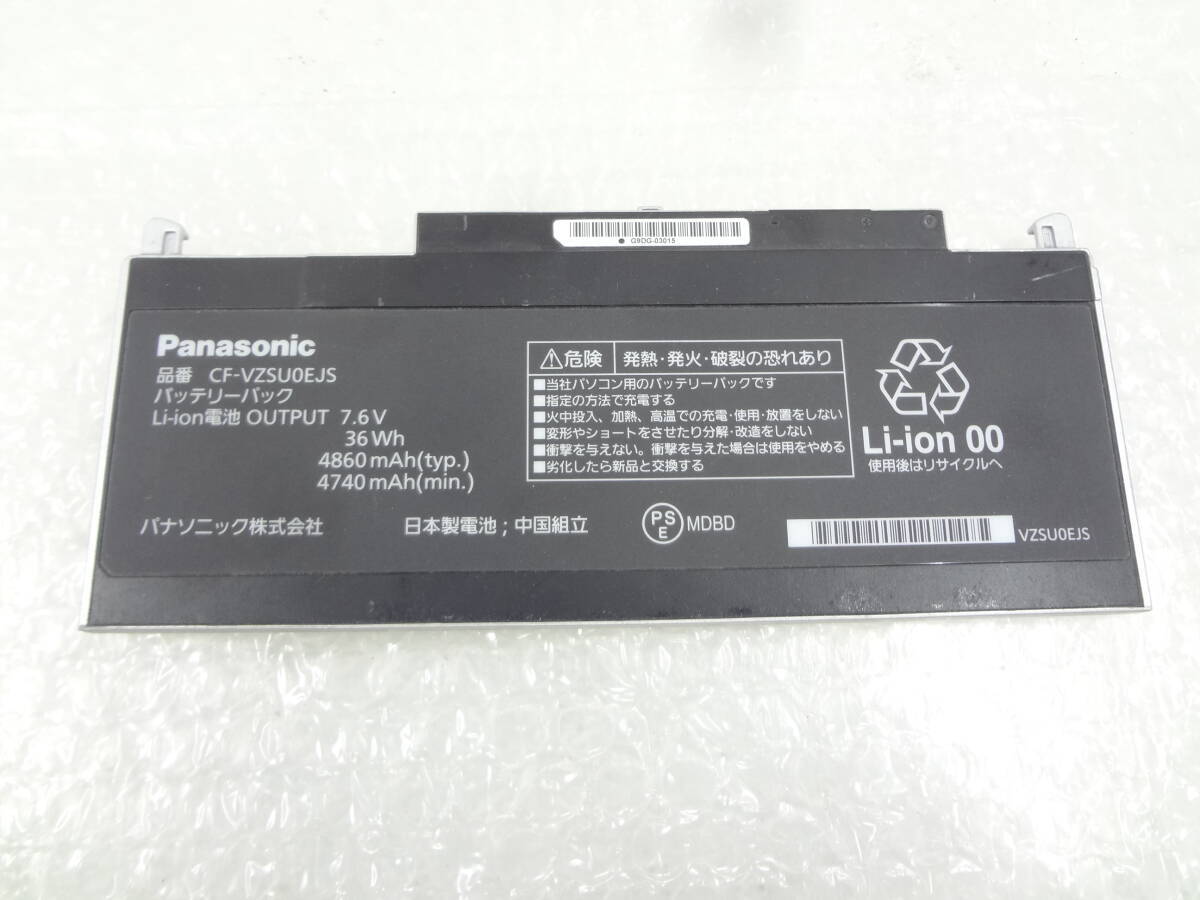 G9DG-03015
Panasonic
品番 CF-VZSU0EJS
バッテリーパック
Li-ion電池 OUTPUT 7.6V
36Wh
4860mAh(typ.)
4740mAh(min.)
パナソニック株式会社
日本製電池；中国組立
危険 発熱・発火・破裂の恐れあり
■当社パソコン用のバッテリーパックです
■指定の方法で充電する
■火中投入、加熱、高温での充電・使用・放置をしない
■変形やショートをさせたり分解・改造をしない
■衝撃を与えない。衝撃を与えた場合は使用をやめる
■劣化したら新品と交換する
Li-ion 00
使用後はリサイクルへ
PSE MDBD
VZSU0EJS